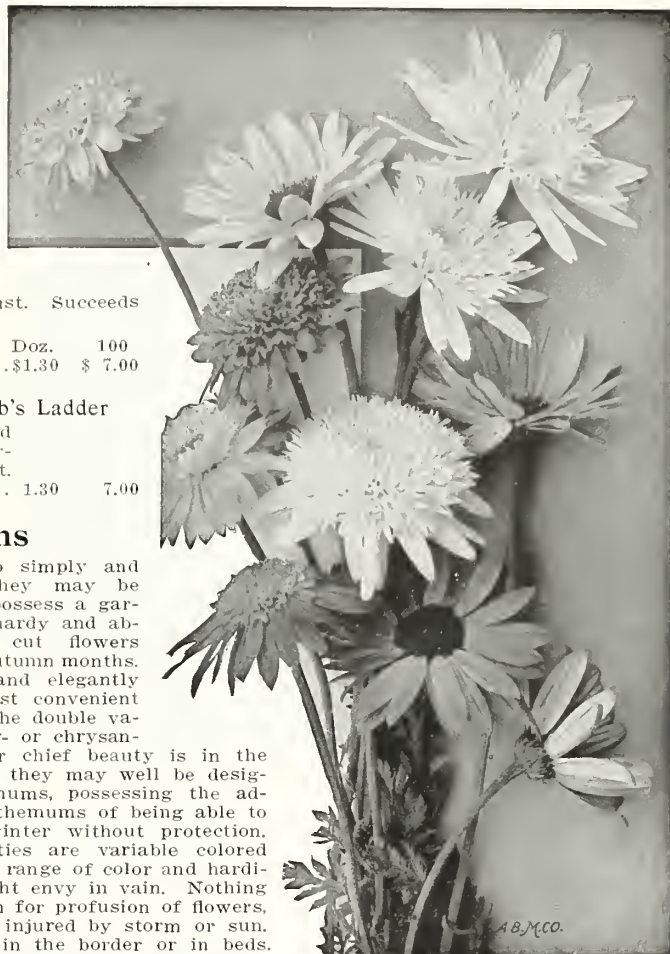 ast. Succeeds
Doz. 100
.$1.30 $ 7.00
b's Ladder
d
r-
t.
. 1.30 7.00
ns
o simply and
hey may be
ossess a gar-
hardy and ab-
cut flowers
utumn months.
and elegantly
st convenient
he double va-
- or chrysan-
r chief beauty is in the
they may well be desig-
nums, possessing the ad-
themums of being able to
vinter without protection.
ties are variable colored
range of color and hardi-
ht envy in vain. Nothing
n for profusion of flowers,
injured by storm or sun.
in the border or in beds.
A.B.M.CO.